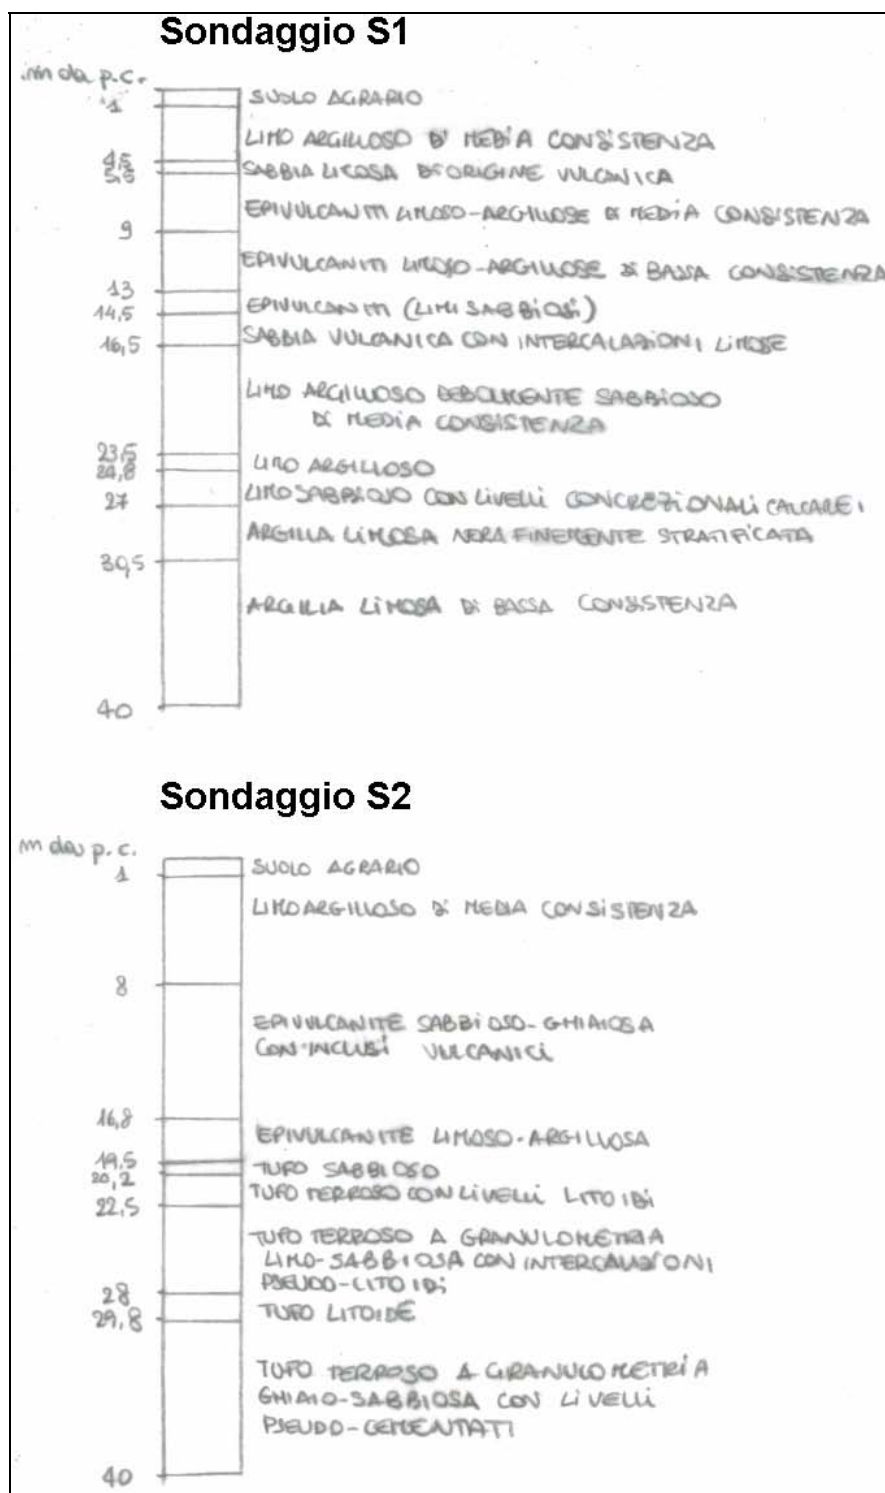 Sondaggio S1
m da p.c.
1
SUOLO AGRARIO
LIMO ARGILLOSO DI MEDIA CONSISTENZA
4,5
5,5
SABBIA LIMOSA DI ORIGINE VULCANICA
EPIVULCANITI LIMOSO-ARGILLOSE DI MEDIA CONSISTENZA
9
EPIVULCANITI LIMOSO-ARGILLOSE DI BASSA CONSISTENZA
13
EPIVULCANITI (LIMI SABBIOSI)
14,5
SABBIA VULCANICA CON INTERCALAZIONI LIMOSE
16,5
LIMO ARGILLOSO DEBOLMENTE SABBIOSO
DI MEDIA CONSISTENZA
23,5
LIMO ARGILLOSO
24,8
LIMO SABBIOSO CON LIVELLI CONCREZIONALI CALCAREI
27
ARGILLA LIMOSA NERA FINEMENTE STRATIFICATA
30,5
ARGILLA LIMOSA DI BASSA CONSISTENZA
40
Sondaggio S2
m da p.c.
1
SUOLO AGRARIO
LIMO ARGILLOSO DI MEDIA CONSISTENZA
8
EPIVULCANITE SABBIOSO-GHIAIOSA
CON INCLUSI VULCANICI
16,8
EPIVULCANITE LIMOSO-ARGILLOSA
19,5
TUFO SABBIOSO
20,2
TUFO TERROSO CON LIVELLI LITOIDI
22,5
TUFO TERROSO A GRANULOMETRIA
LIMO-SABBIOSA CON INTERCALAZIONI
PSEUDO-LITOIDI
28
TUFO LITOIDE
29,8
TUFO TERROSO A GRANULOMETRIA
GHIAIO-SABBIOSA CON LIVELLI
PSEUDO-CEMENTATI
40